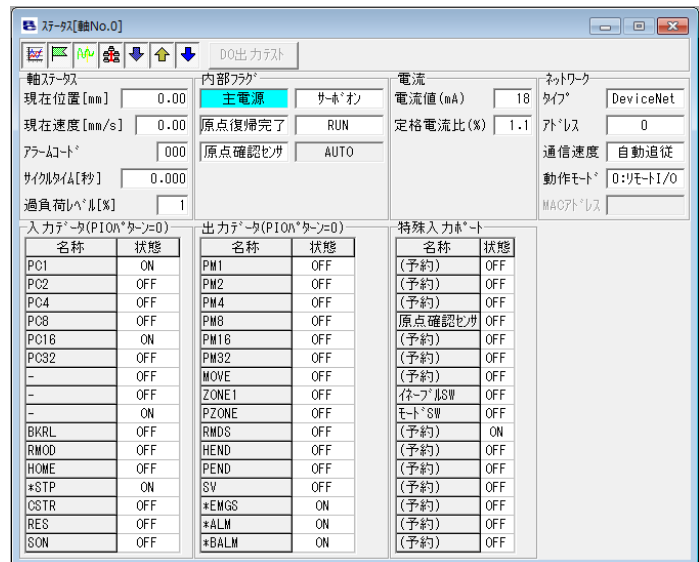 ステータス[軸No.0]
DO出力テスト
軸ステータス
現在位置[mm] 0.00
現在速度[mm/s] 0.00
アラームコード 000
サイクルタイム[秒] 0.000
過負荷レベル[%] 1
内部フラグ
主電源 サーボオン
原点復帰完了 RUN
原点確認センサ AUTO
電流
電流値(mA) 18
定格電流比(%) 1.1
ネットワーク
タイプ DeviceNet
アドレス 0
通信速度 自動追従
動作モード 0:リモートI/O
MACアドレス
入力データ(PIOパターン=0)
名称 状態
PC1 ON
PC2 OFF
PC4 OFF
PC8 OFF
PC16 ON
PC32 OFF
- OFF
- OFF
- ON
BKRL OFF
RMOD OFF
HOME OFF
*STP ON
CSTR OFF
RES OFF
SON OFF
出力データ(PIOパターン=0)
名称 状態
PM1 OFF
PM2 OFF
PM4 OFF
PM8 OFF
PM16 OFF
PM32 OFF
MOVE OFF
ZONE1 OFF
PZONE OFF
RMDS OFF
HEND OFF
PEND OFF
SV OFF
*EMGS ON
*ALM ON
*BALM ON
特殊入力ポート
名称 状態
(予約) OFF
(予約) OFF
(予約) OFF
原点確認センサ OFF
(予約) OFF
(予約) OFF
(予約) OFF
イネーブルSW OFF
モードSW OFF
(予約) ON
(予約) OFF
(予約) OFF
(予約) OFF
(予約) OFF
(予約) OFF
(予約) OFF